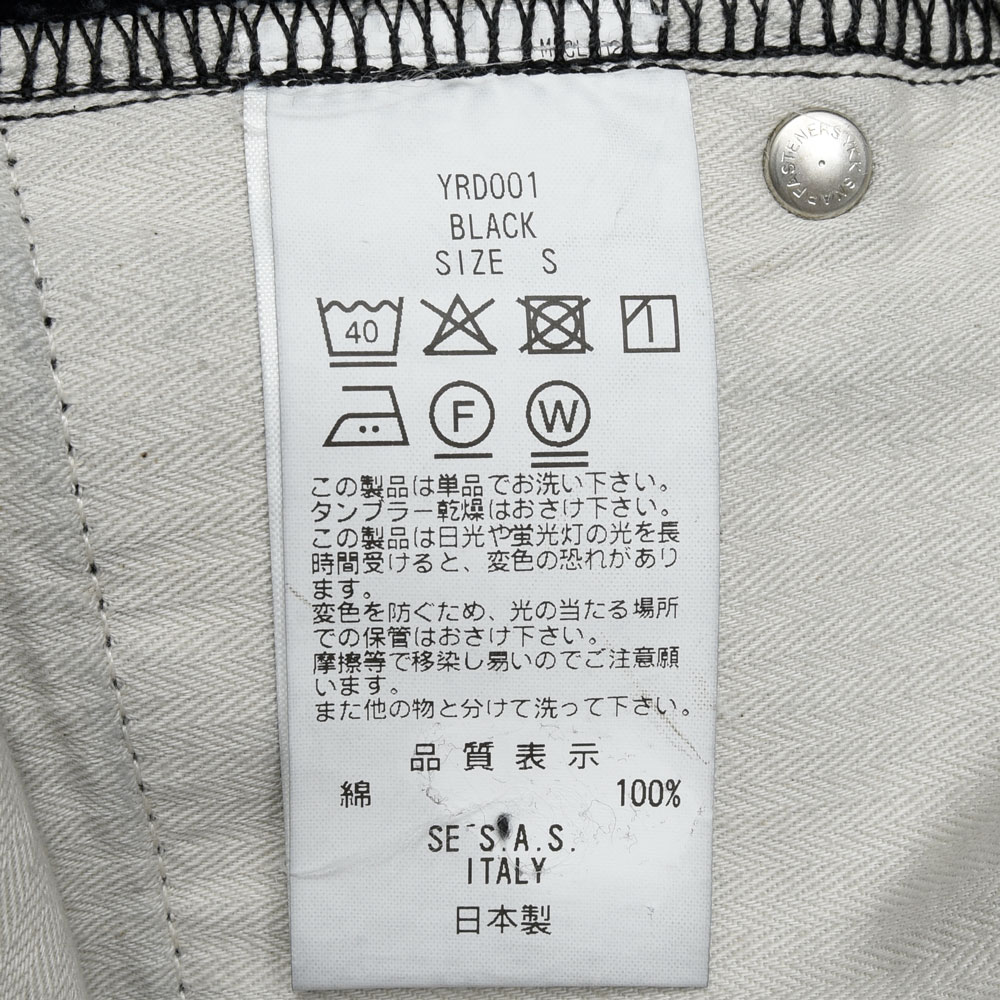 YRD001
BLACK
SIZE S
40
F
W
この製品は単品でお洗い下さい。
タンブラー乾燥はおさけ下さい。
この製品は日光や蛍光灯の光を長
時間受けると、変色の恐れがあり
ます。
変色を防ぐため、光の当たる場所
での保管はおさけ下さい。
摩擦等で移染し易いのでご注意願
います。
また他の物と分けて洗って下さい。
品質表示
綿 100%
SE S.A.S.
ITALY
日本製
YKK SNAP FASTENERS